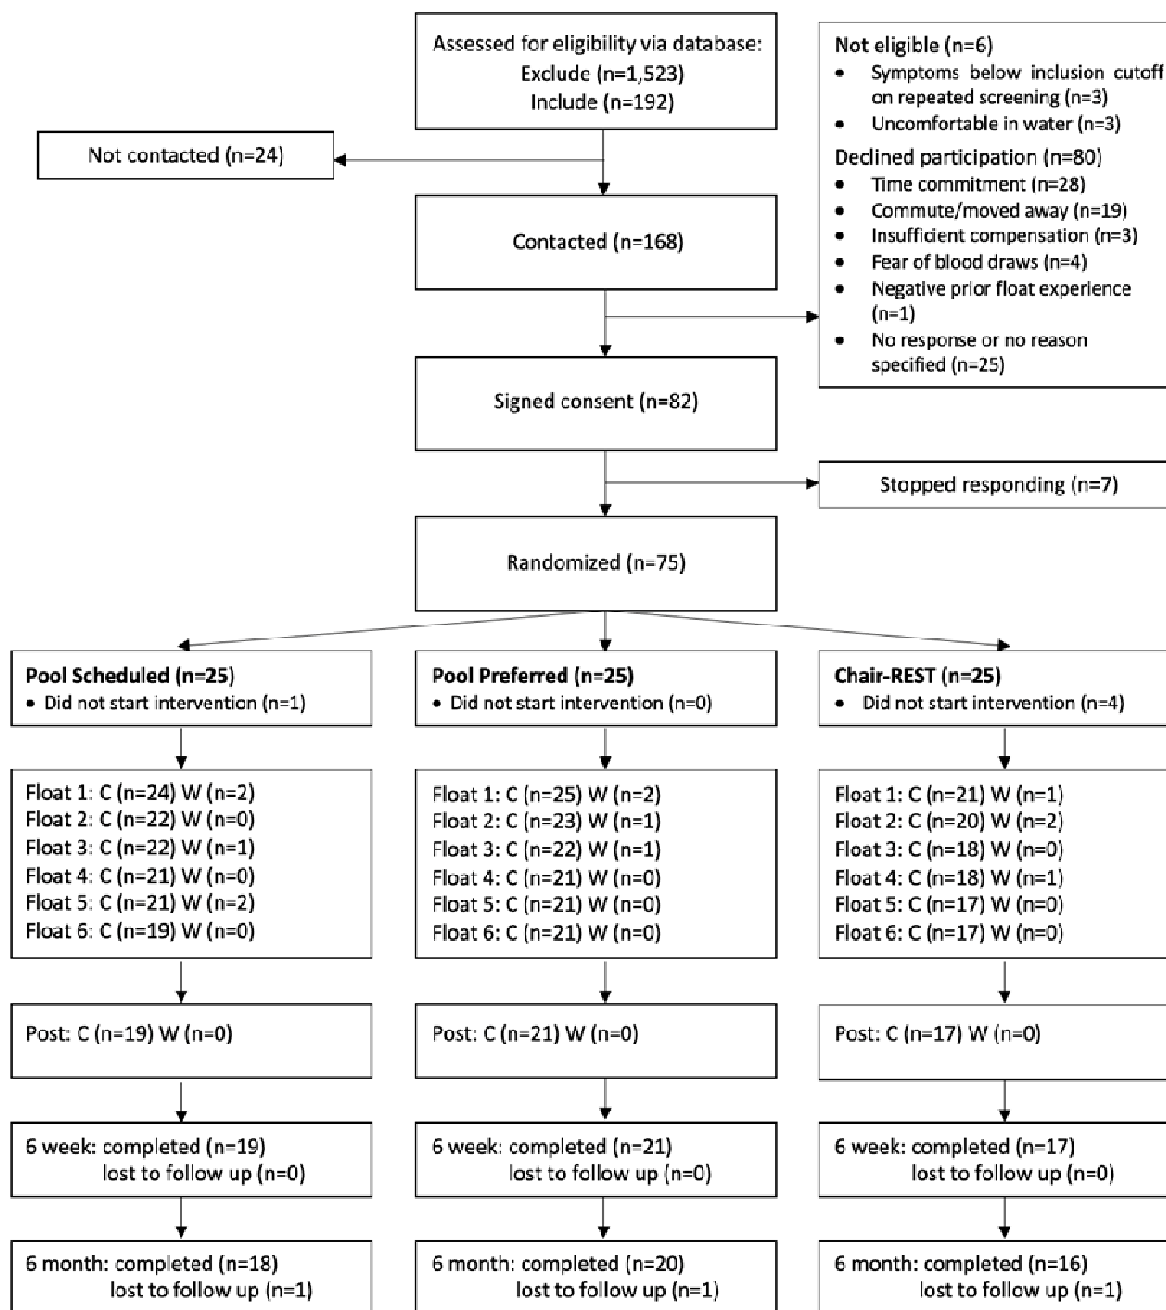 Assessed for eligibility via database:
Exclude (n=1,523)
Include (n=192)
Not eligible (n=6)
• Symptoms below inclusion cutoff
on repeated screening (n=3)
• Uncomfortable in water (n=3)
Declined participation (n=80)
• Time commitment (n=28)
• Commute/moved away (n=19)
• Insufficient compensation (n=3)
• Fear of blood draws (n=4)
• Negative prior float experience
(n=1)
• No response or no reason
specified (n=25)
Not contacted (n=24)
Contacted (n=168)
Signed consent (n=82)
Stopped responding (n=7)
Randomized (n=75)
Pool Scheduled (n=25)
• Did not start intervention (n=1)
Pool Preferred (n=25)
• Did not start intervention (n=0)
Chair-REST (n=25)
• Did not start intervention (n=4)
Float 1: C (n=24) W (n=2)
Float 2: C (n=22) W (n=0)
Float 3: C (n=22) W (n=1)
Float 4: C (n=21) W (n=0)
Float 5: C (n=21) W (n=2)
Float 6: C (n=19) W (n=0)
Float 1: C (n=25) W (n=2)
Float 2: C (n=23) W (n=1)
Float 3: C (n=22) W (n=1)
Float 4: C (n=21) W (n=0)
Float 5: C (n=21) W (n=0)
Float 6: C (n=21) W (n=0)
Float 1: C (n=21) W (n=1)
Float 2: C (n=20) W (n=2)
Float 3: C (n=18) W (n=0)
Float 4: C (n=18) W (n=1)
Float 5: C (n=17) W (n=0)
Float 6: C (n=17) W (n=0)
Post: C (n=19) W (n=0)
Post: C (n=21) W (n=0)
Post: C (n=17) W (n=0)
6 week: completed (n=19)
lost to follow up (n=0)
6 week: completed (n=21)
lost to follow up (n=0)
6 week: completed (n=17)
lost to follow up (n=0)
6 month: completed (n=18)
lost to follow up (n=1)
6 month: completed (n=20)
lost to follow up (n=1)
6 month: completed (n=16)
lost to follow up (n=1)